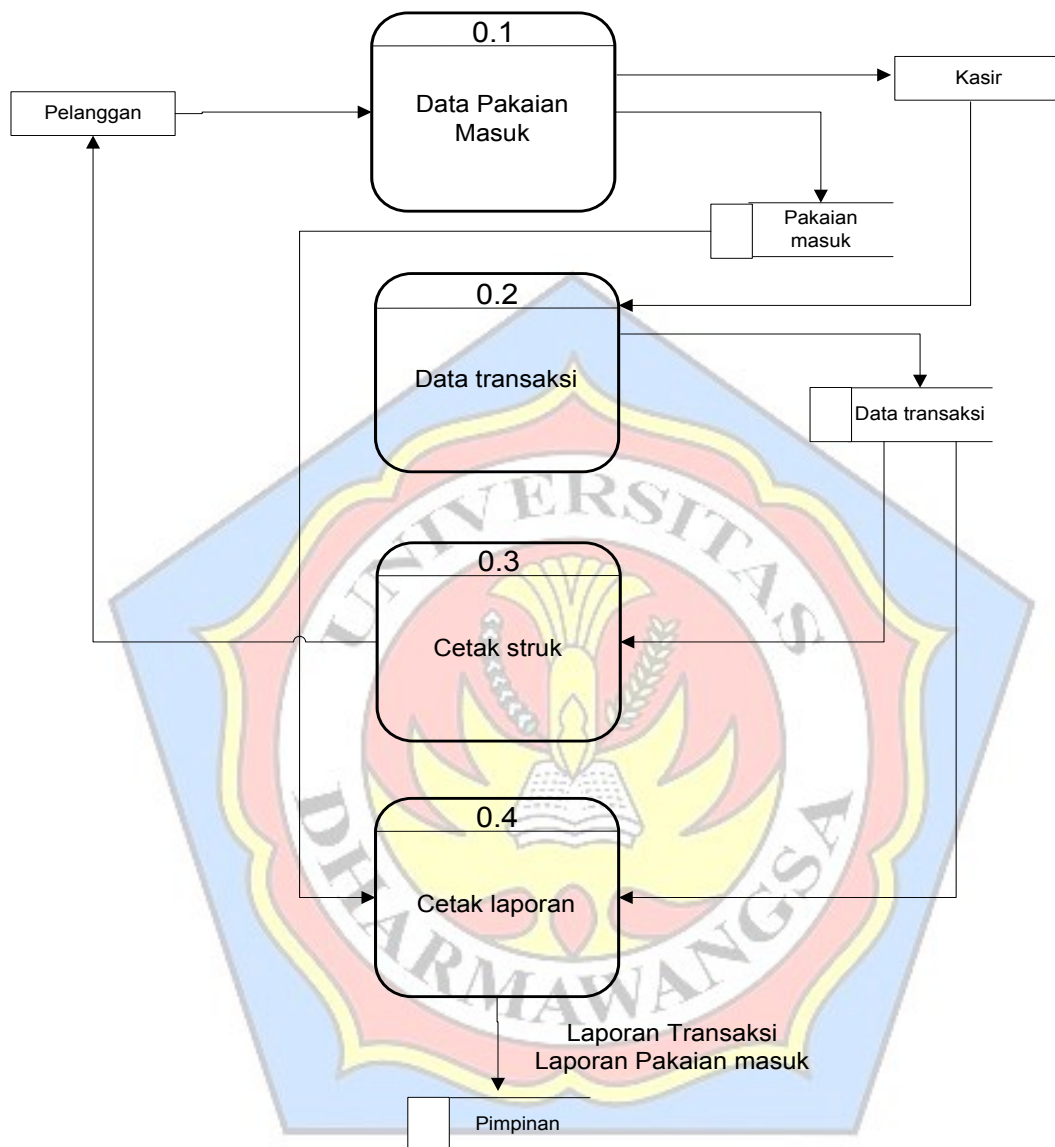 0.1
Data Pakaian
Masuk
Kasir
Pelanggan
Pakaian
masuk
0.2
Data transaksi
Data transaksi
UNIVERSITAS
0.3
Cetak struk
0.4
Cetak laporan
DHARMAWANGSA
Laporan Transaksi
Laporan Pakaian masuk
Pimpinan